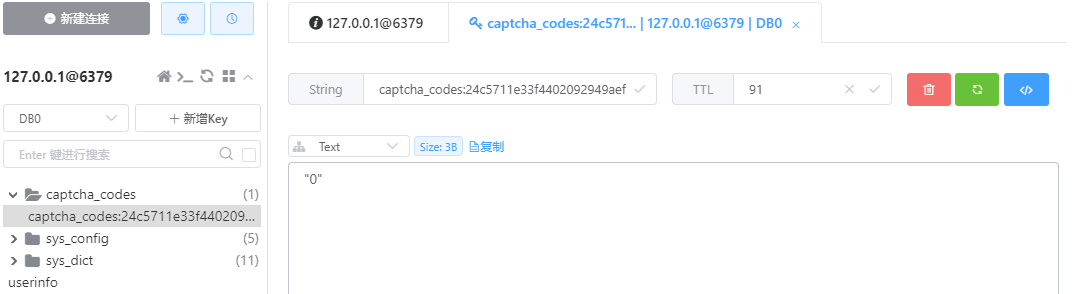 新建连接
127.0.0.1@6379
captcha_codes:24c571... | 127.0.0.1@6379 | DB0
127.0.0.1@6379
DB0
新增Key
Enter 键进行搜索
captcha_codes (1)
captcha_codes:24c5711e33f440209...
sys_config (5)
sys_dict (11)
userinfo
String captcha_codes:24c5711e33f4402092949aef
TTL 91
Text Size: 3B 复制
"0"